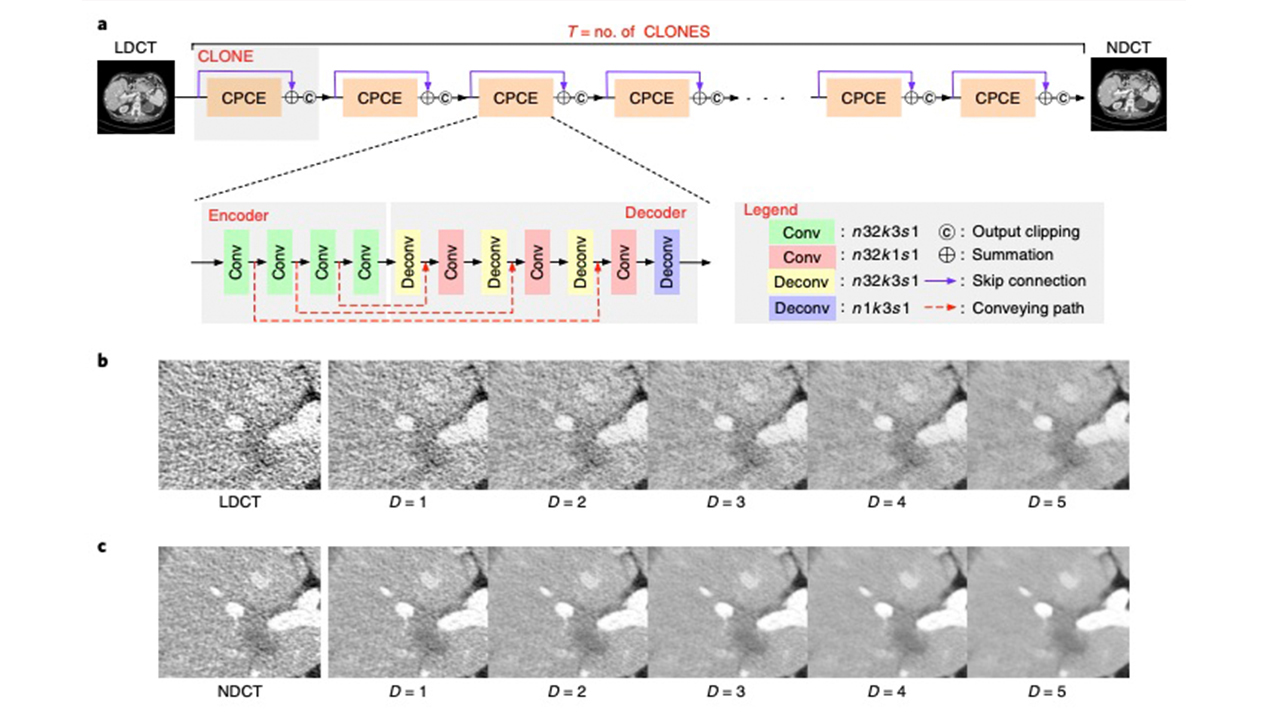 a
T = no. of CLONES
LDCT
NDCT
CLONE
CPCE C CPCE C CPCE C CPCE C . . . CPCE C CPCE C
Encoder
Decoder
Conv Conv Conv Conv Deconv Conv Deconv Conv Deconv Conv Deconv
Legend
Conv : n32k3s1 © : Output clipping
Conv : n32k1s1 ⊕ : Summation
Deconv : n32k3s1 : Skip connection
Deconv : n1k3s1 : Conveying path
b
LDCT D = 1 D = 2 D = 3 D = 4 D = 5
c
NDCT D = 1 D = 2 D = 3 D = 4 D = 5